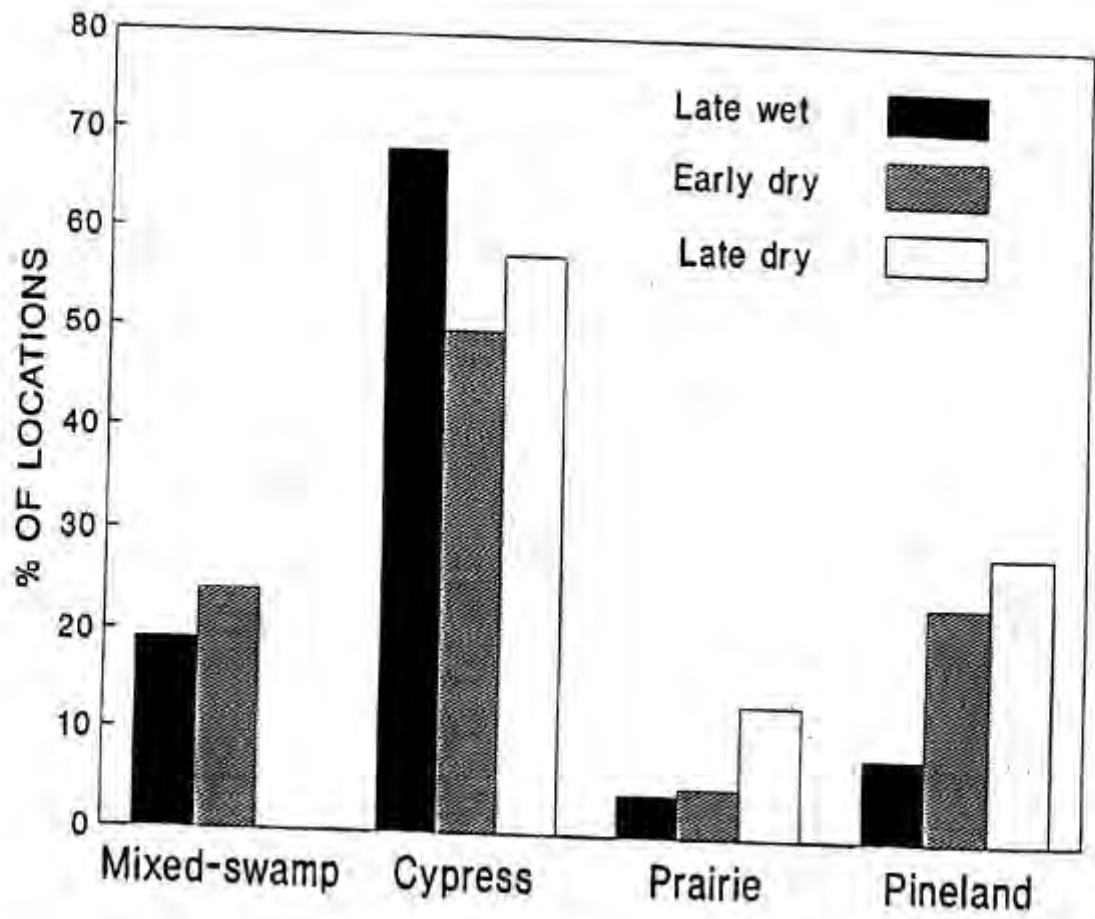 80
70
60
50
40
30
20
10
0
% OF LOCATIONS
Late wet
Early dry
Late dry
Mixed-swamp Cypress Prairie Pineland